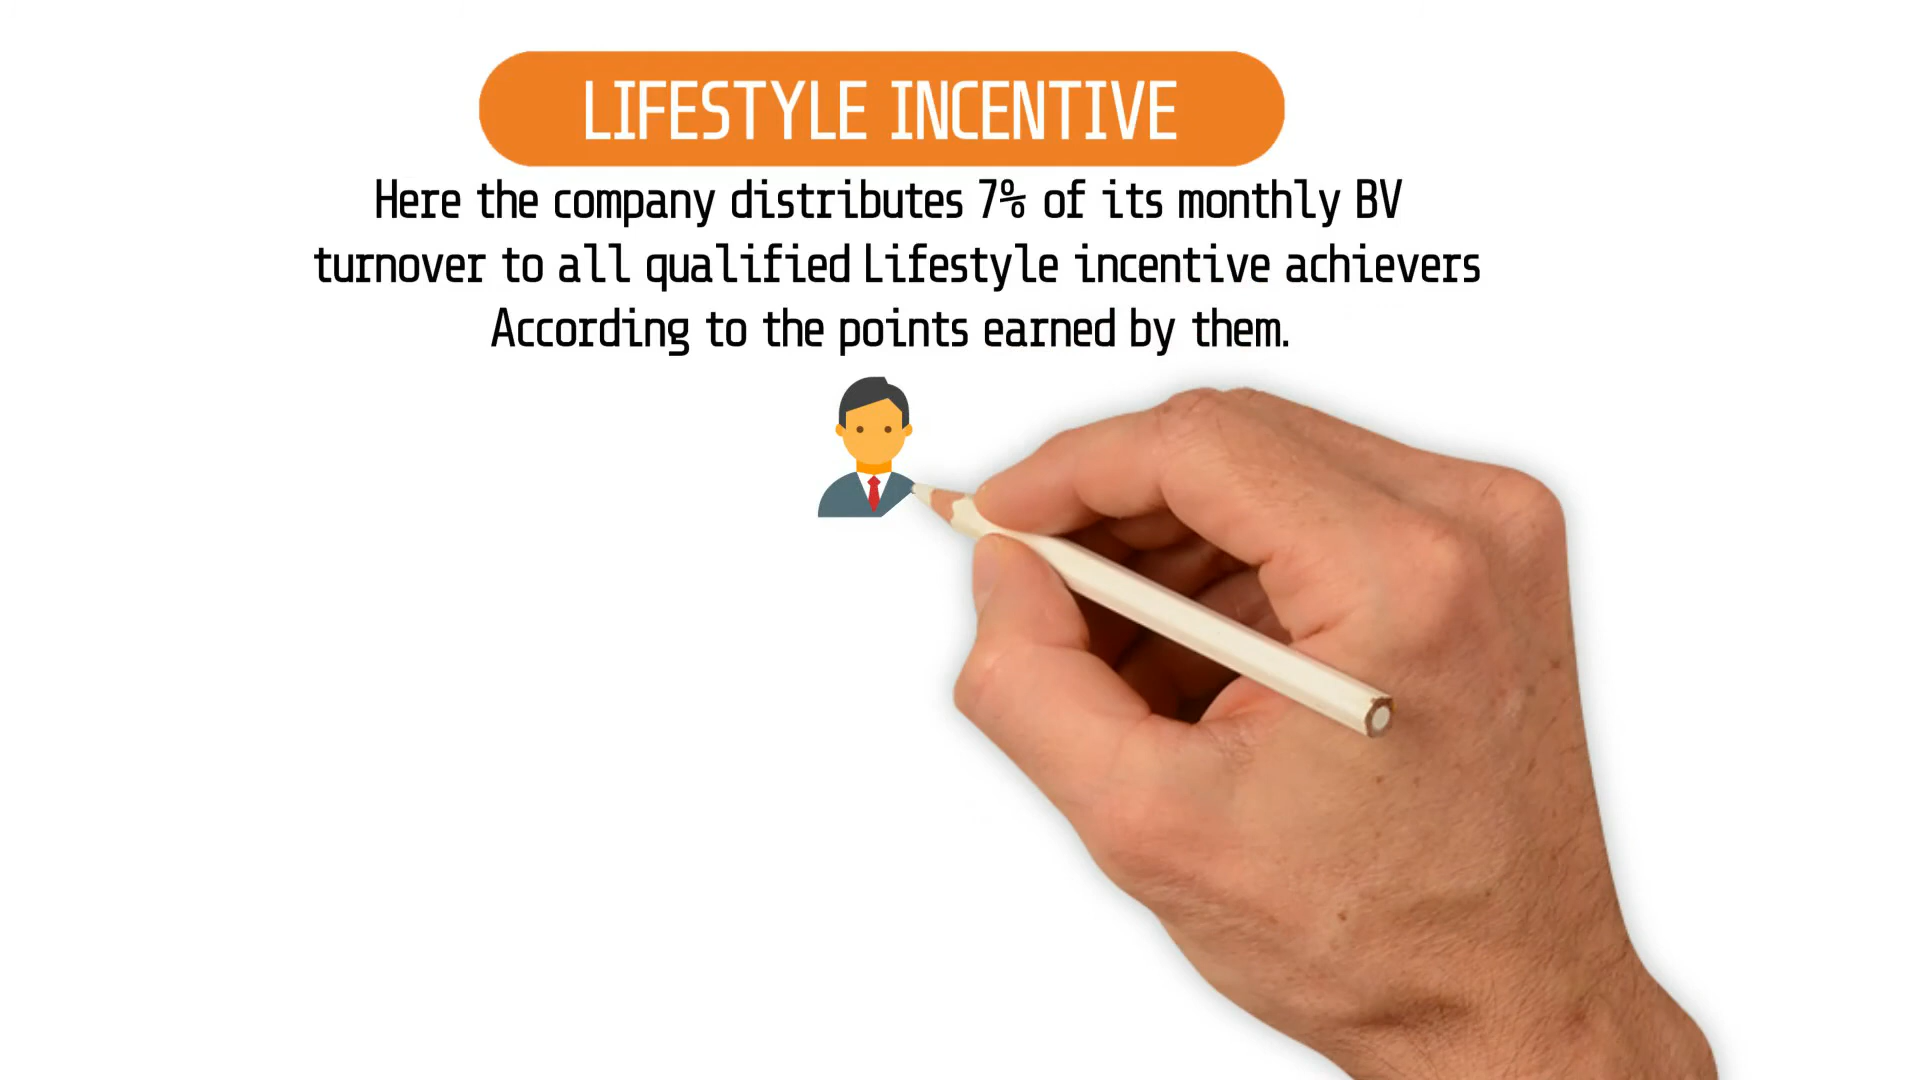 LIFESTYLE INCENTIVE
Here the company distributes 7% of its monthly BV
turnover to all qualified Lifestyle incentive achievers
According to the points earned by them.